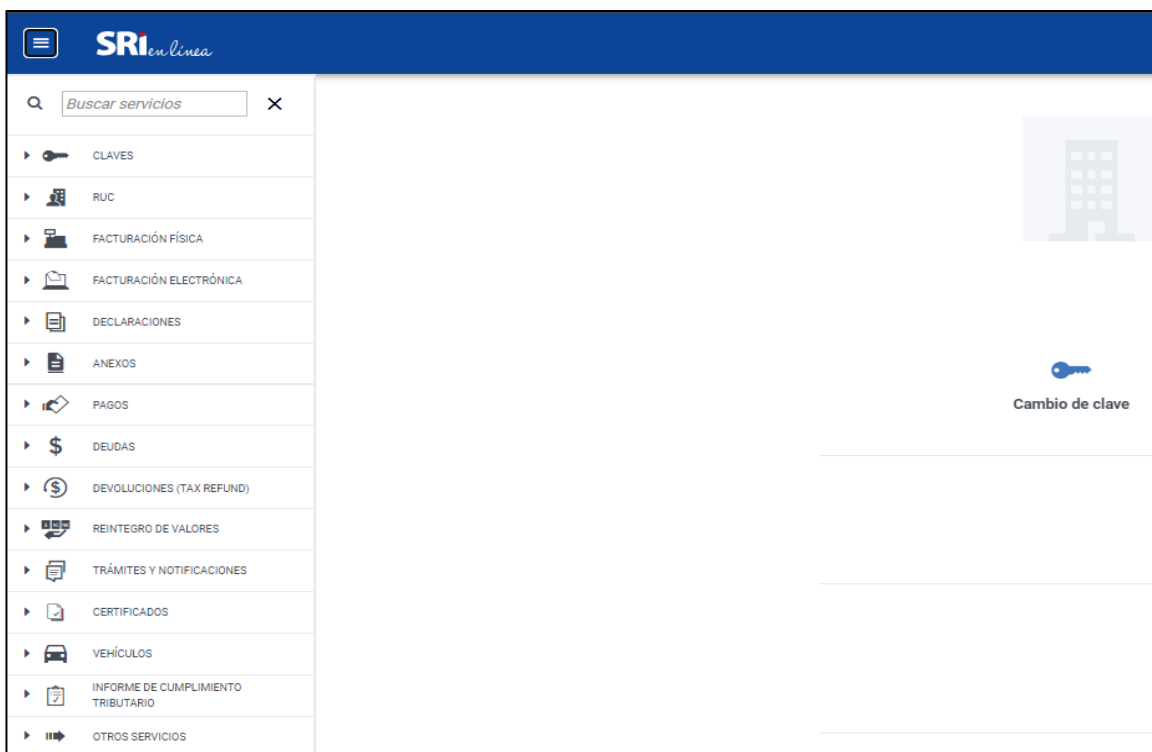 SRi en línea
Buscar servicios
CLAVES
RUC
FACTURACIÓN FÍSICA
FACTURACIÓN ELECTRÓNICA
DECLARACIONES
ANEXOS
PAGOS
$ DEUDAS
DEVOLUCIONES (TAX REFUND)
REINTEGRO DE VALORES
TRÁMITES Y NOTIFICACIONES
CERTIFICADOS
VEHÍCULOS
INFORME DE CUMPLIMIENTO
TRIBUTARIO
OTROS SERVICIOS
Cambio de clave